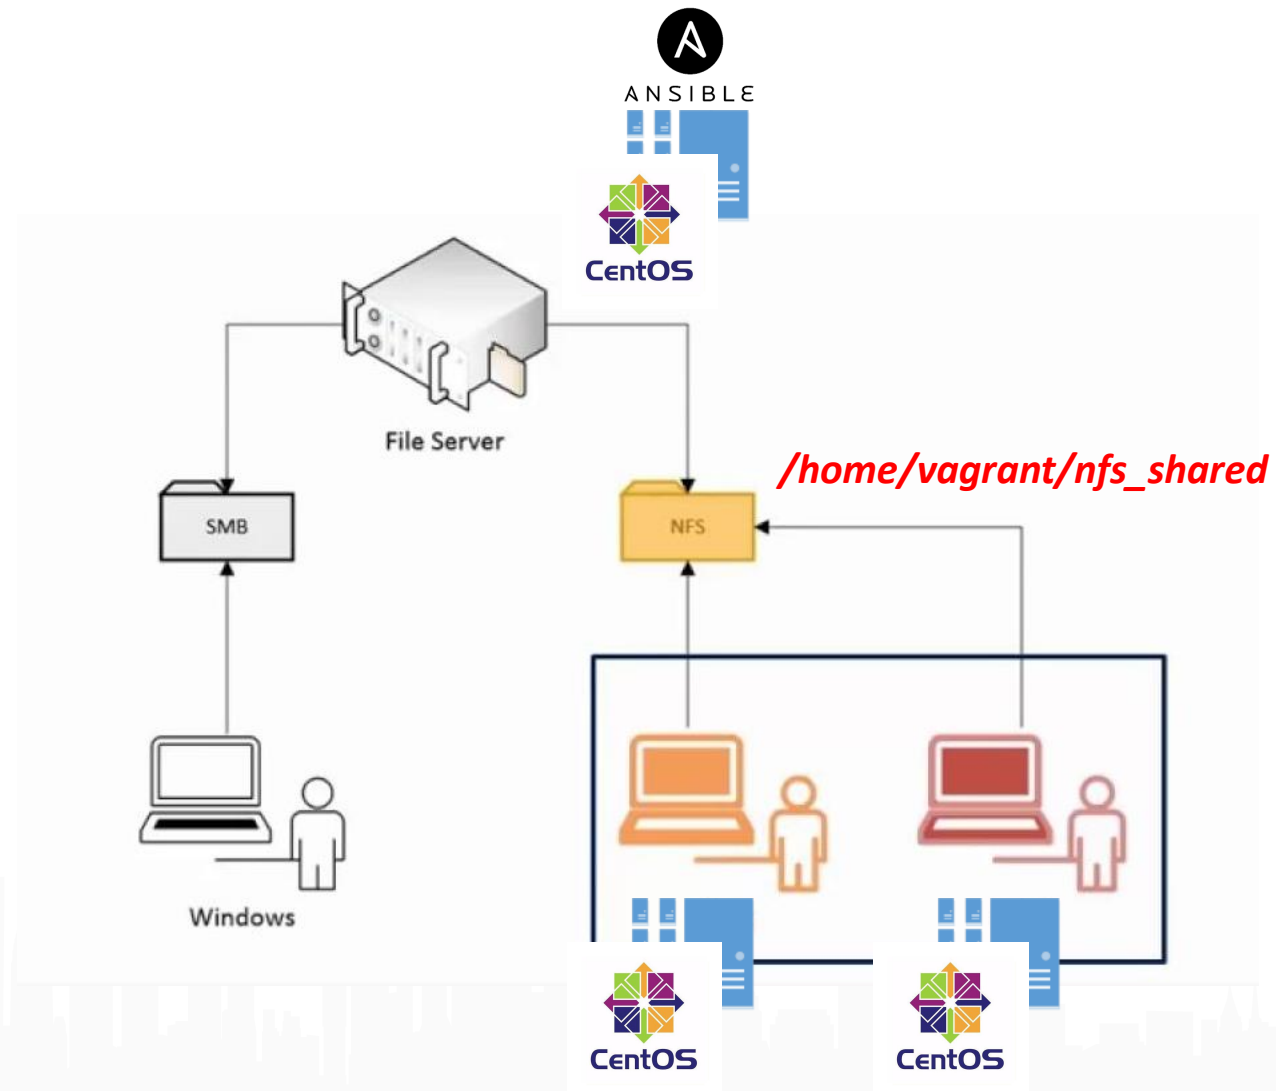 ANSIBLE
CentOS
File Server
/home/vagrant/nfs_shared
SMB
NFS
Windows
CentOS
CentOS